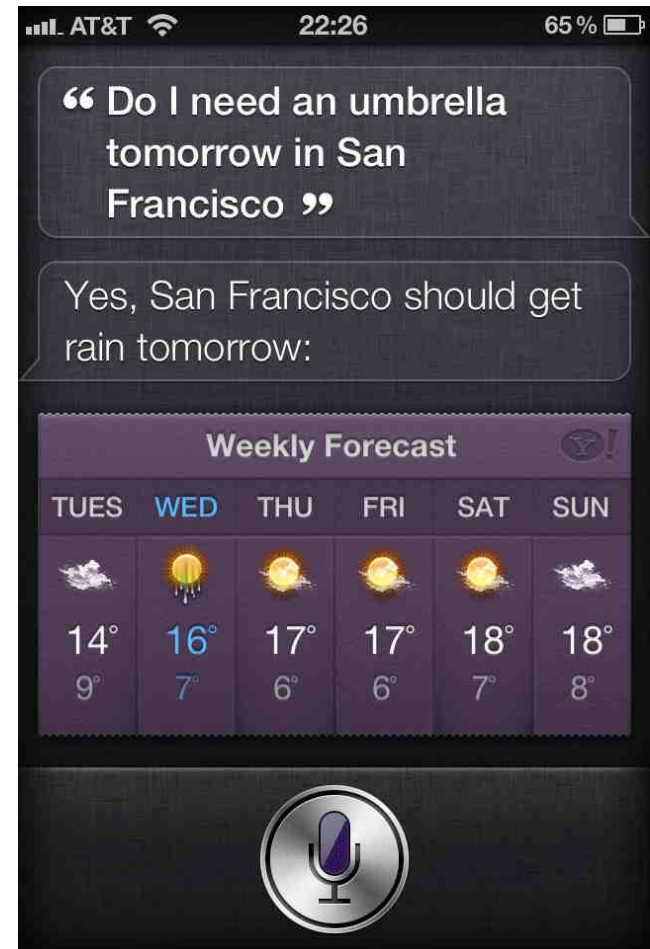 AT&T 22:26 65%
“ Do I need an umbrella
tomorrow in San
Francisco ”
Yes, San Francisco should get
rain tomorrow:
Weekly Forecast Y!
TUES WED THU FRI SAT SUN
14° 16° 17° 17° 18° 18°
9° 7° 6° 6° 7° 8°